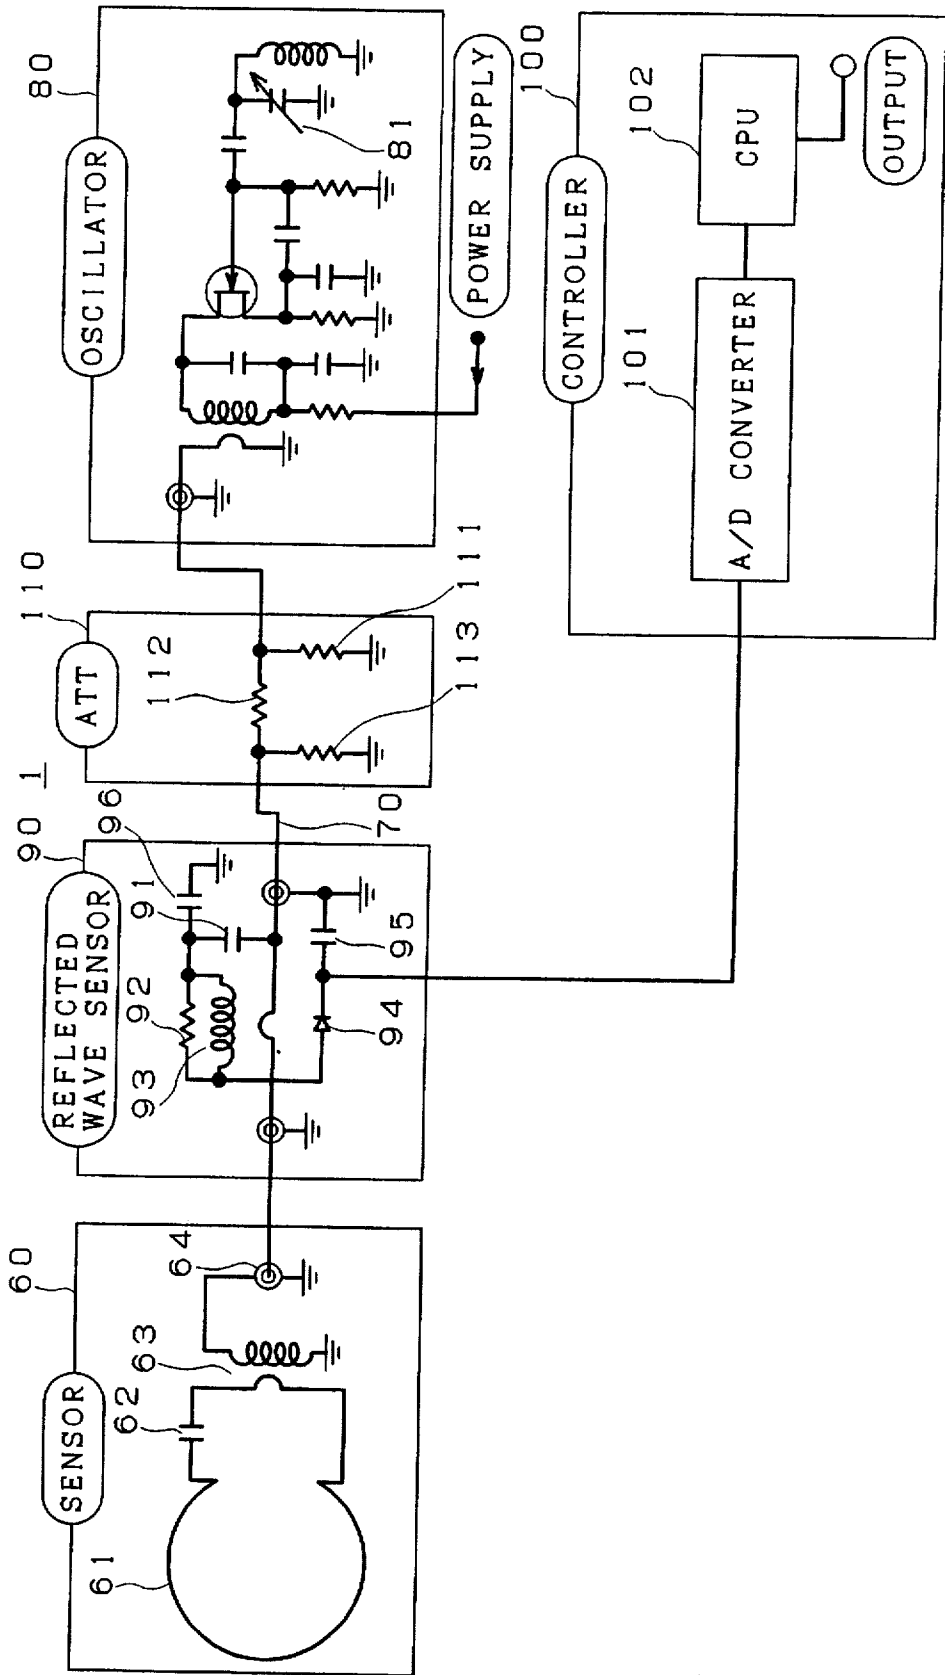 SENSOR
60
61
62
63
64
REFLECTED
WAVE SENSOR
90
1
91
92
93
94
95
96
70
ATT
110
112
111
113
OSCILLATOR
80
81
POWER SUPPLY
CONTROLLER
100
A/D CONVERTER
101
CPU
102
OUTPUT